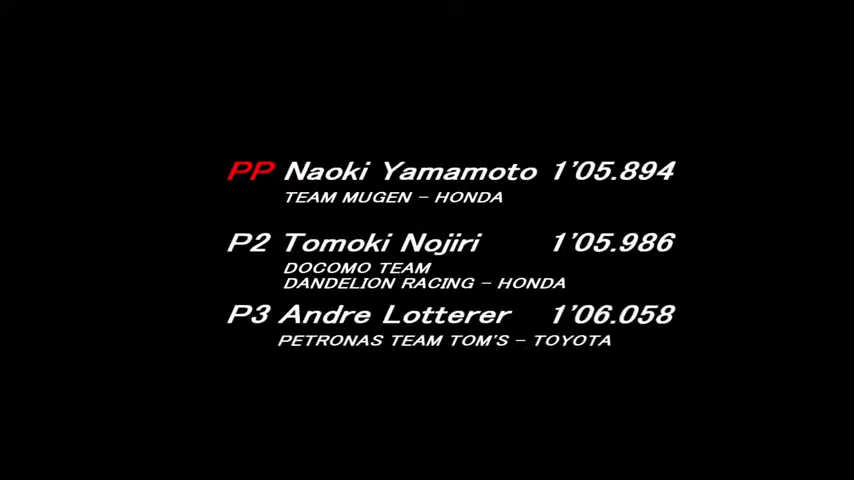 PP Naoki Yamamoto 1'05.894
TEAM MUGEN - HONDA
P2 Tomoki Nojiri 1'05.986
DOCOMO TEAM
DANDELION RACING - HONDA
P3 Andre Lotterer 1'06.058
PETRONAS TEAM TOM'S - TOYOTA